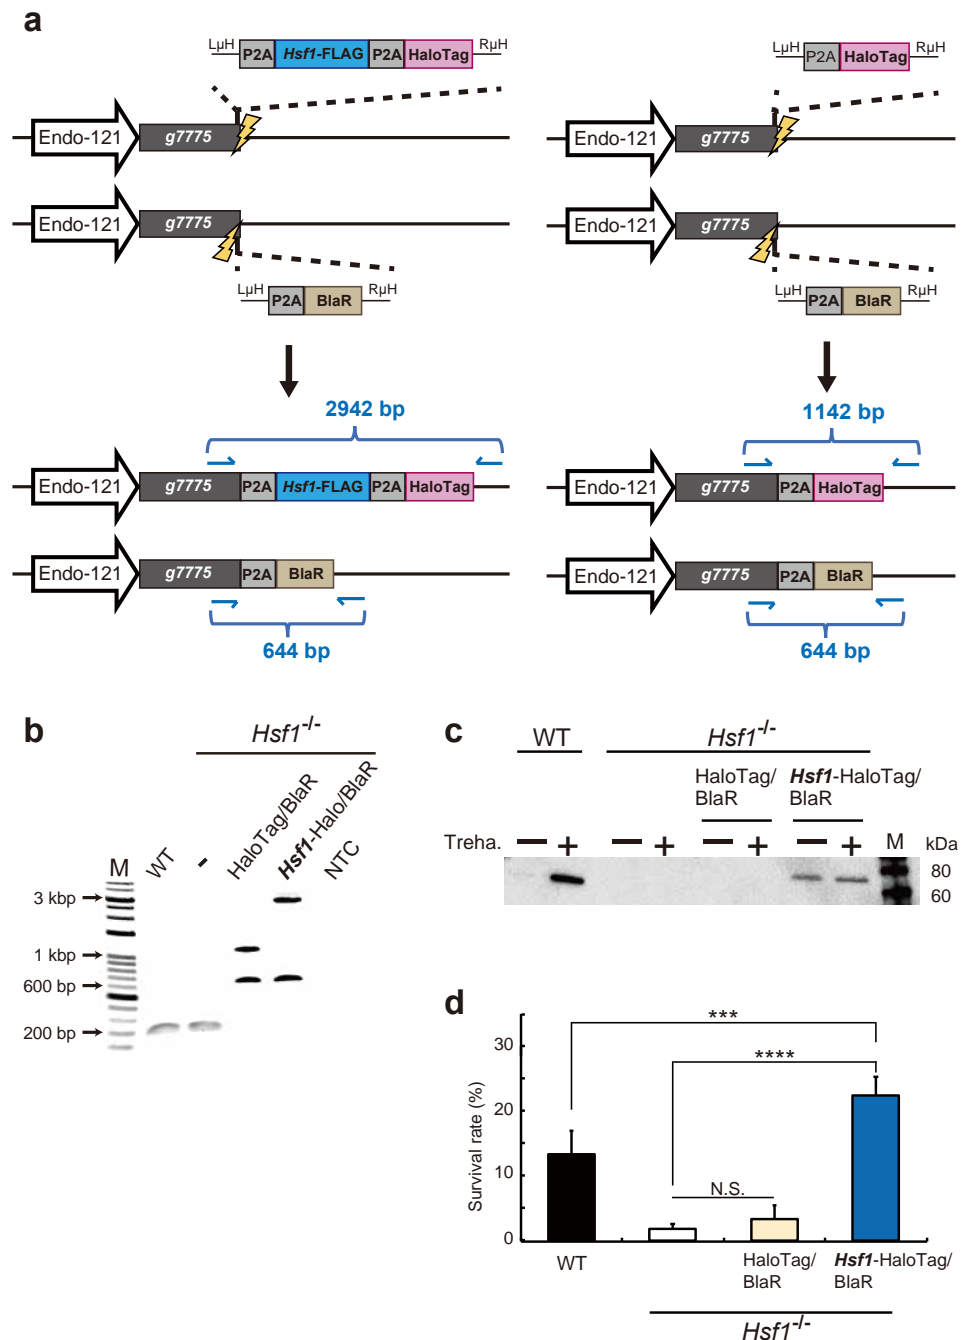 a
LμH P2A Hsf1-FLAG P2A HaloTag RμH
LμH P2A HaloTag RμH
Endo-121 g7775
Endo-121 g7775
Endo-121 g7775
Endo-121 g7775
LμH P2A BlaR RμH
LμH P2A BlaR RμH
2942 bp
1142 bp
Endo-121 g7775 P2A Hsf1-FLAG P2A HaloTag
Endo-121 g7775 P2A HaloTag
Endo-121 g7775 P2A BlaR
Endo-121 g7775 P2A BlaR
644 bp
644 bp
b
Hsf1-/-
M
WT
-
HaloTag/BlaR
Hsf1-Halo/BlaR
NTC
3 kbp
1 kbp
600 bp
200 bp
c
WT
Hsf1-/-
HaloTag/
BlaR
Hsf1-HaloTag/
BlaR
Treha. − + − + − + − + M kDa
80
60
d
Survival rate (%)
30
20
10
0
***
****
N.S.
WT
HaloTag/
BlaR
Hsf1-HaloTag/
BlaR
Hsf1-/-